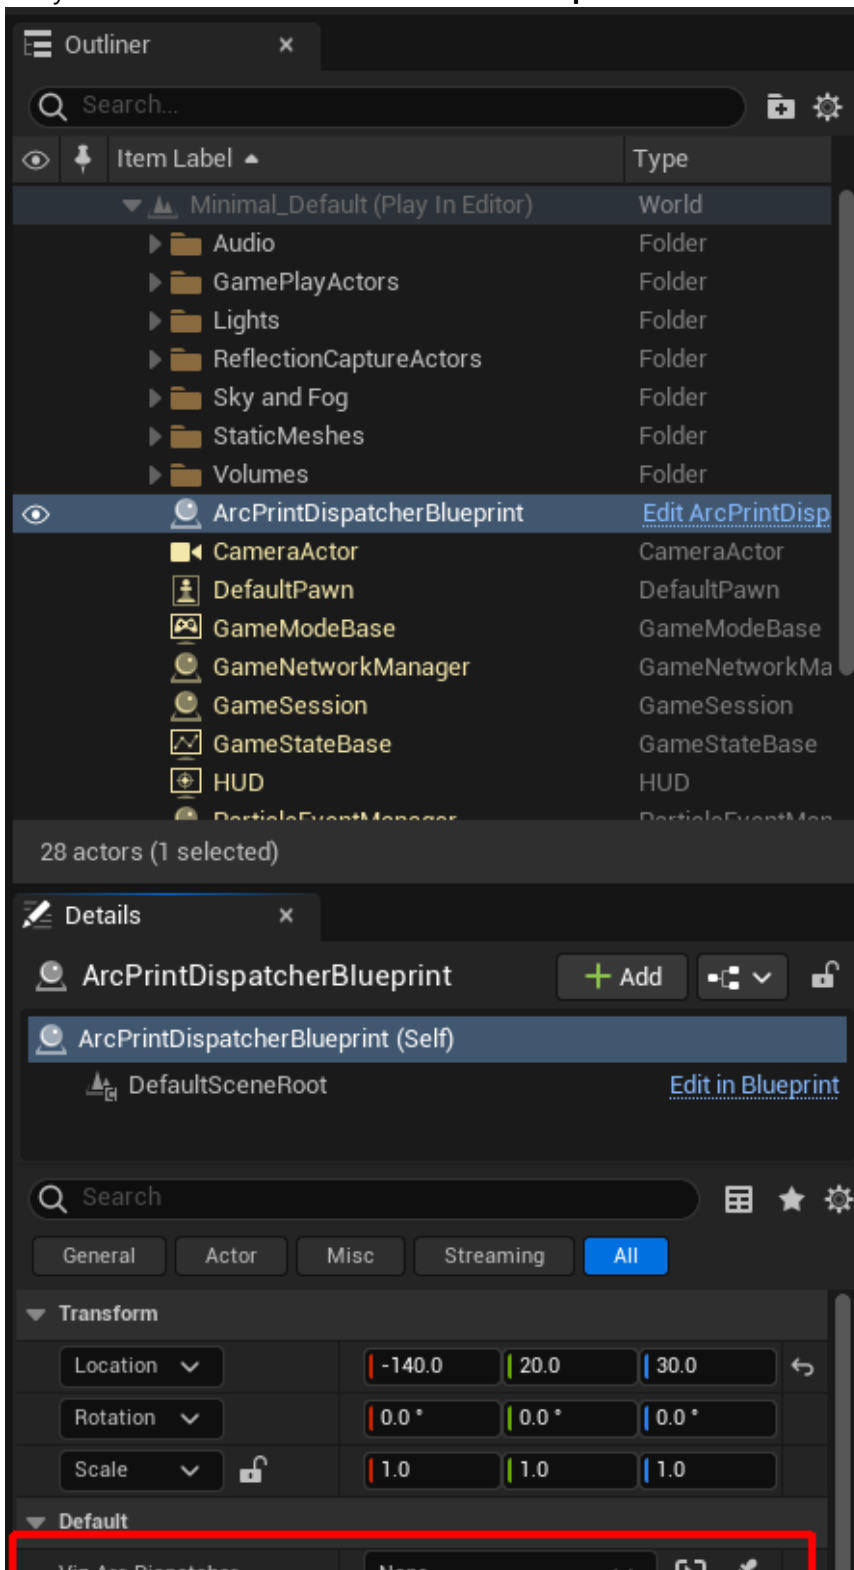 Outliner
Search...
Item Label Type
Minimal_Default (Play In Editor) World
Audio Folder
GamePlayActors Folder
Lights Folder
ReflectionCaptureActors Folder
Sky and Fog Folder
StaticMeshes Folder
Volumes Folder
ArcPrintDispatcherBlueprint Edit ArcPrintDisp
CameraActor CameraActor
DefaultPawn DefaultPawn
GameModeBase GameModeBase
GameNetworkManager GameNetworkMa
GameSession GameSession
GameStateBase GameStateBase
HUD HUD
ParticleEventManager ParticleEventMan
28 actors (1 selected)
Details
ArcPrintDispatcherBlueprint Add
ArcPrintDispatcherBlueprint (Self)
DefaultSceneRoot Edit in Blueprint
Search
General Actor Misc Streaming All
Transform
Location -140.0 20.0 30.0
Rotation 0.0 ° 0.0 ° 0.0 °
Scale 1.0 1.0 1.0
Default